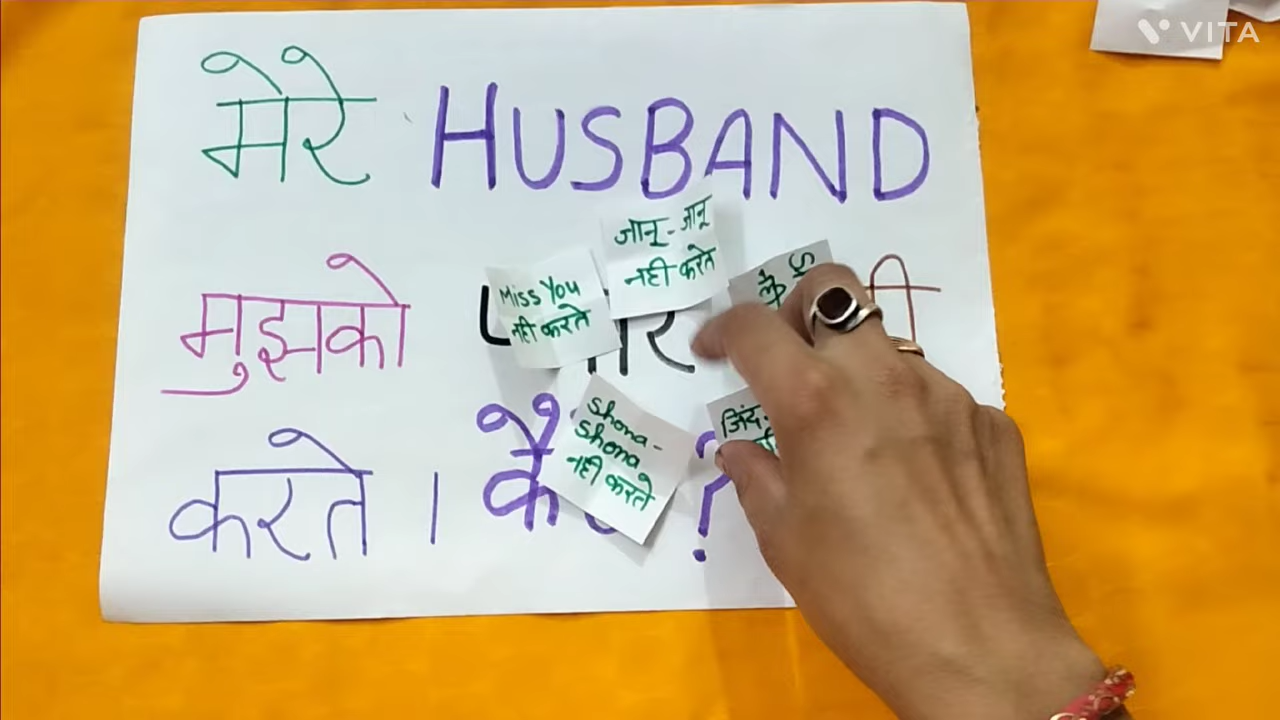 मेरे HUSBAND
जानू-जानू
नही करते
Miss You
नही करते
मुझको
Shona-
Shona
नही करते
करते ।
?
VITA